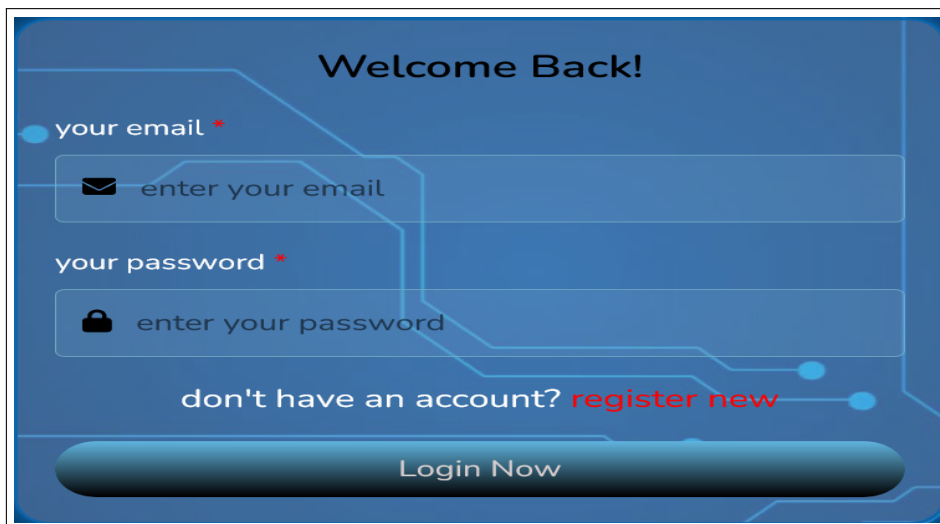 Welcome Back!
your email *
enter your email
your password *
enter your password
don't have an account? register new
Login Now